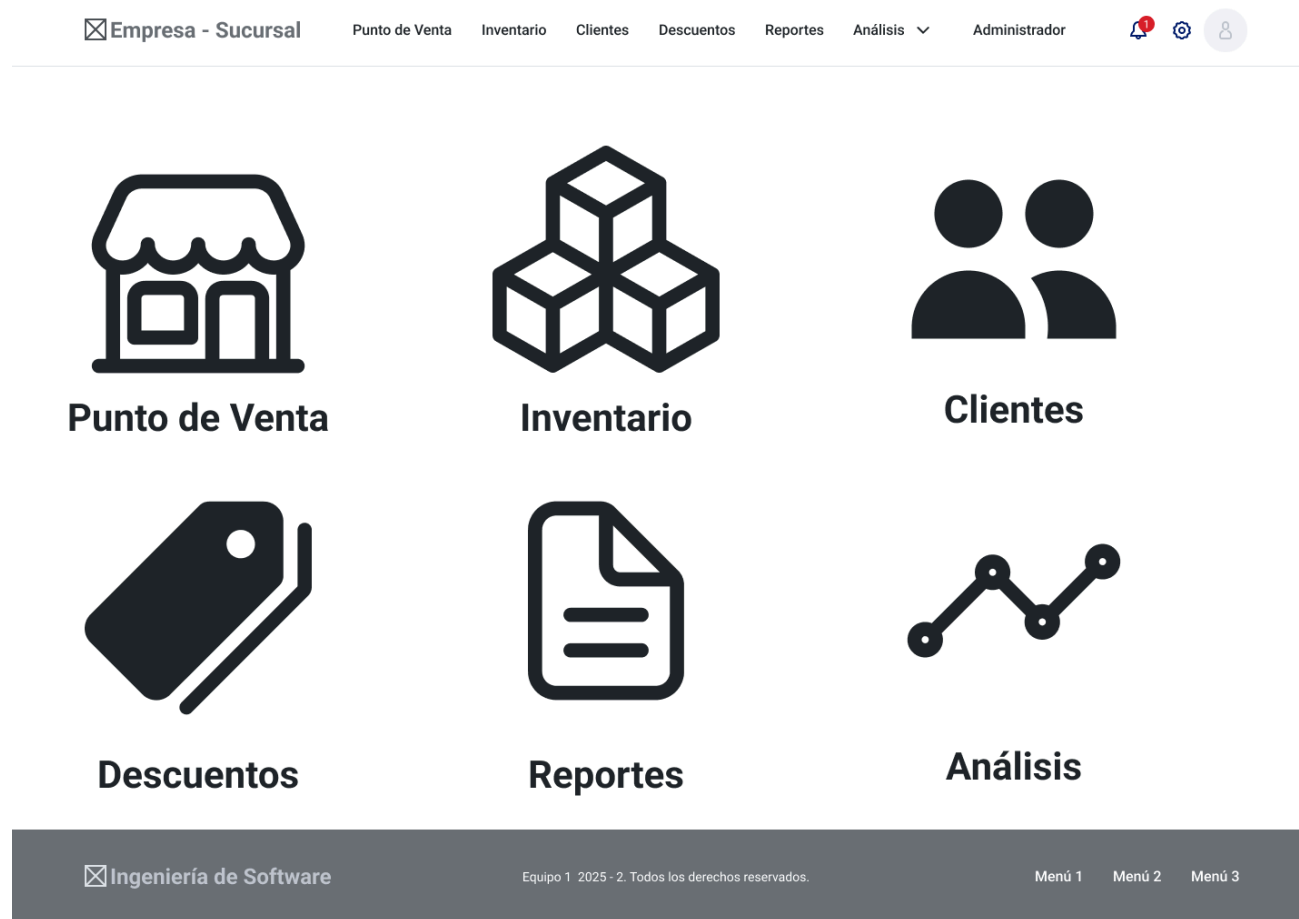 Empresa - Sucursal Punto de Venta Inventario Clientes Descuentos Reportes Análisis Administrador 1
Punto de Venta Inventario Clientes
Descuentos Reportes Análisis
Ingeniería de Software Equipo 1 2025 - 2. Todos los derechos reservados. Menú 1 Menú 2 Menú 3